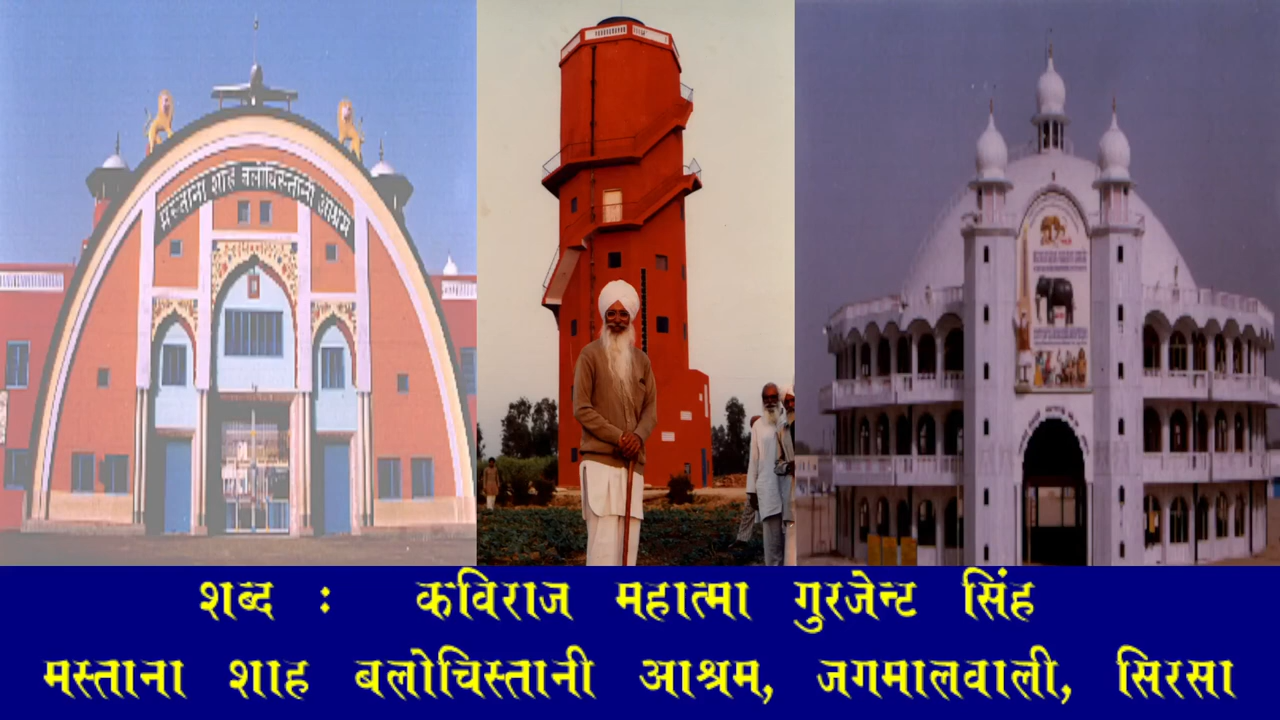 मस्ताना शाह बलोचिस्तानी आश्रम
शब्द : कविराज महात्मा गुरजेन्ट सिंह
मस्ताना शाह बलोचिस्तानी आश्रम, जगमालवाली, सिरसा